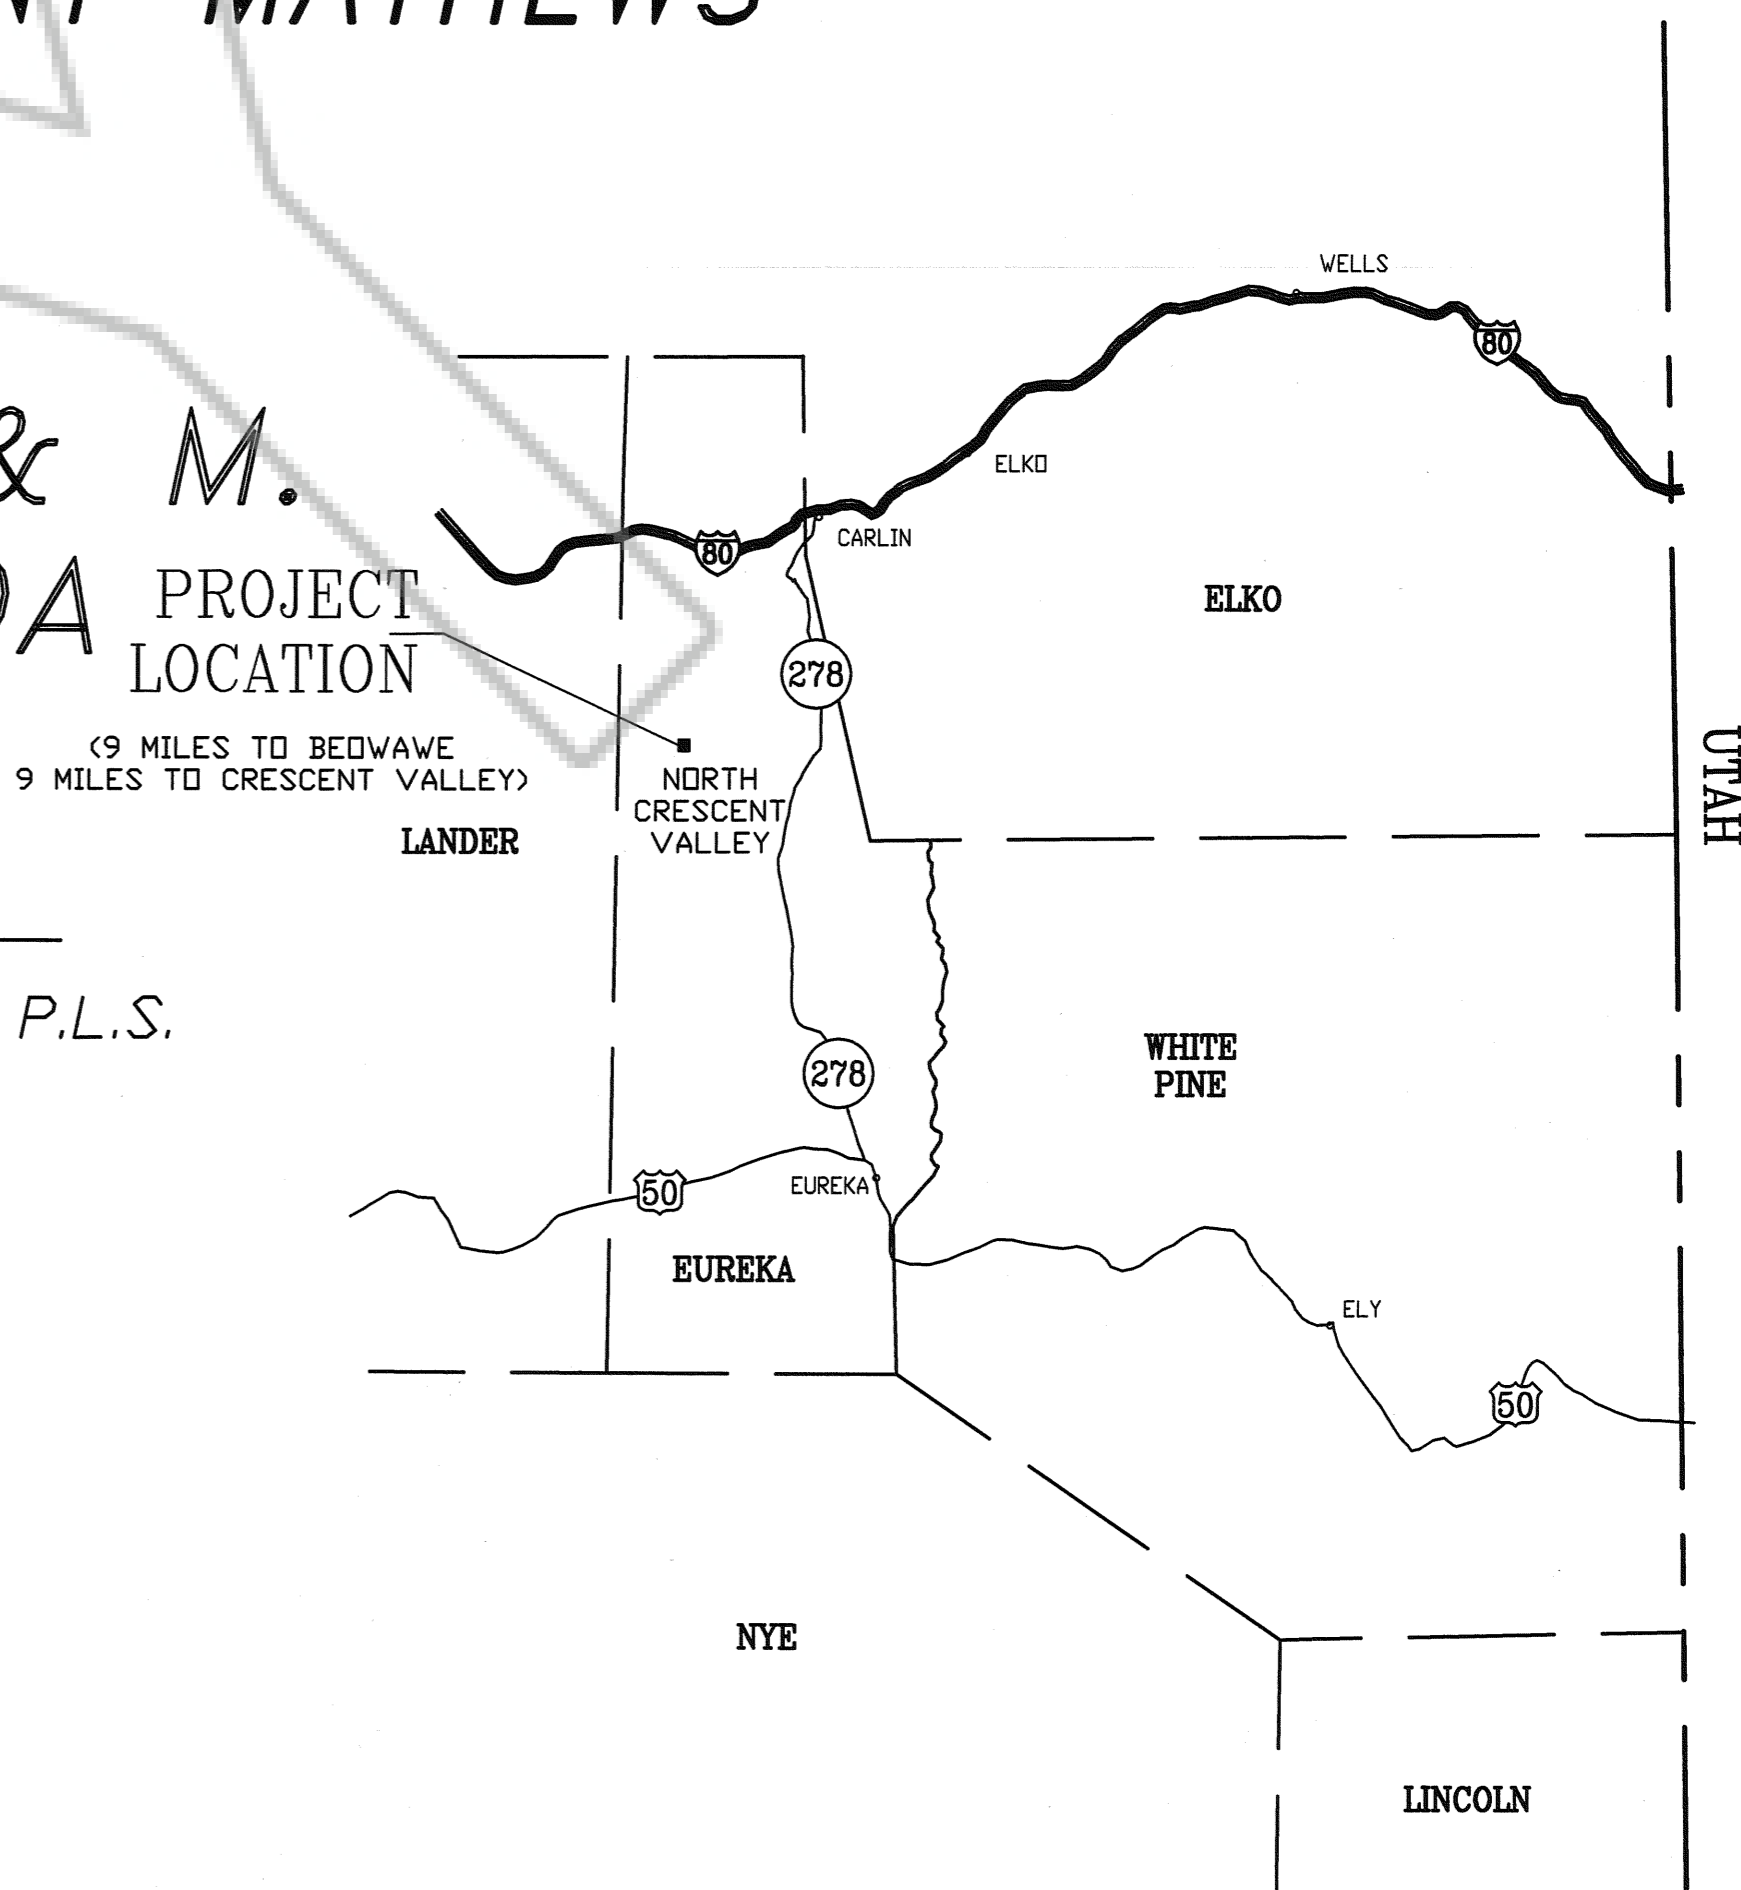 MATHEWS
WELLS
80
& M.
ELKO
80
CARLIN
PROJECT
LOCATION
ELKO
278
(9 MILES TO BEOWAWE
9 MILES TO CRESCENT VALLEY)
NORTH
CRESCENT
VALLEY
UTAH
LANDER
P.L.S.
WHITE
PINE
278
50
EUREKA
EUREKA
ELY
50
NYE
LINCOLN